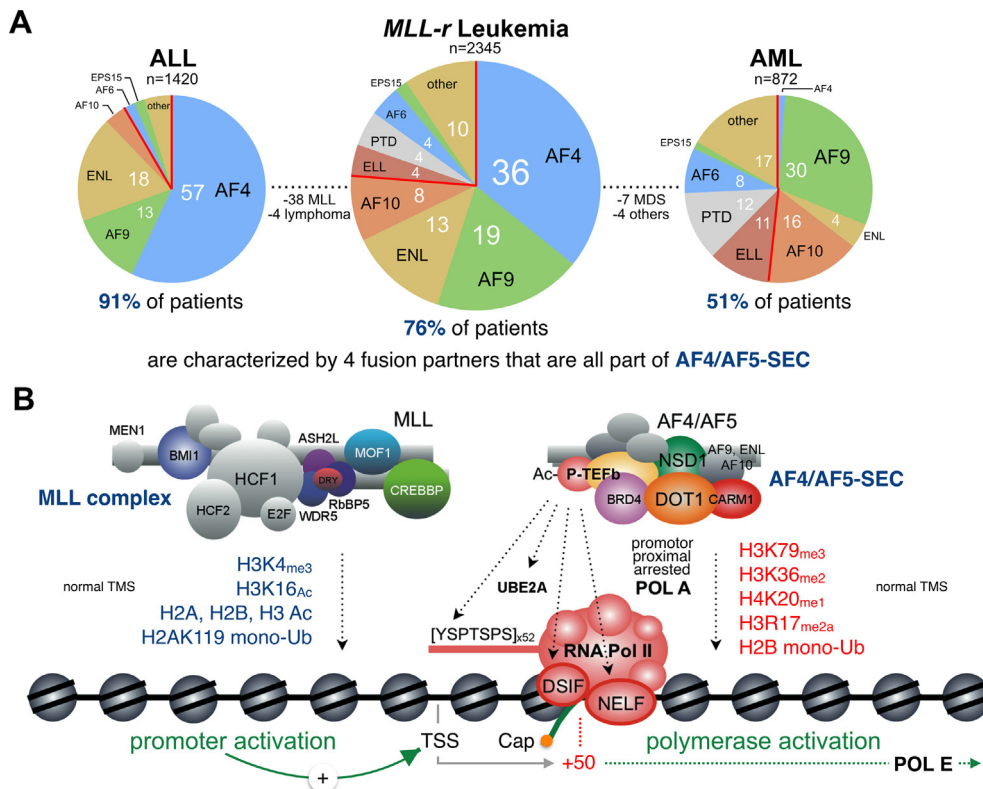 A
MLL-r Leukemia
n=2345
ALL
n=1420
AML
n=872
EPS15
AF6
AF10
other
ENL
18
13
AF9
57
AF4
-38 MLL
-4 lymphoma
EPS15
other
10
AF6
4
PTD
4
ELL
4
AF10
8
13
ENL
19
AF9
36
AF4
-7 MDS
-4 others
AF4
other
17
EPS15
AF6
8
PTD
12
ELL
11
16
AF10
4
ENL
30
AF9
91% of patients
76% of patients
51% of patients
are characterized by 4 fusion partners that are all part of AF4/AF5-SEC
B
MLL
MEN1
BMI1
ASH2L
MOF1
HCF1
DRY
CREBBP
RbBP5
HCF2
E2F
WDR5
MLL complex
AF4/AF5
NSD1
AF9, ENL
AF10
Ac-
P-TEFb
BRD4
DOT1
CARM1
AF4/AF5-SEC
normal TMS
H3K4me3
H3K16Ac
H2A, H2B, H3 Ac
H2AK119 mono-Ub
UBE2A
promotor
proximal
arrested
POL A
H3K79me3
H3K36me2
H4K20me1
H3R17me2a
H2B mono-Ub
normal TMS
[YSPTSPS]x52
RNA Pol II
DSIF
NELF
promoter activation
+
TSS
Cap
+50
polymerase activation
POL E